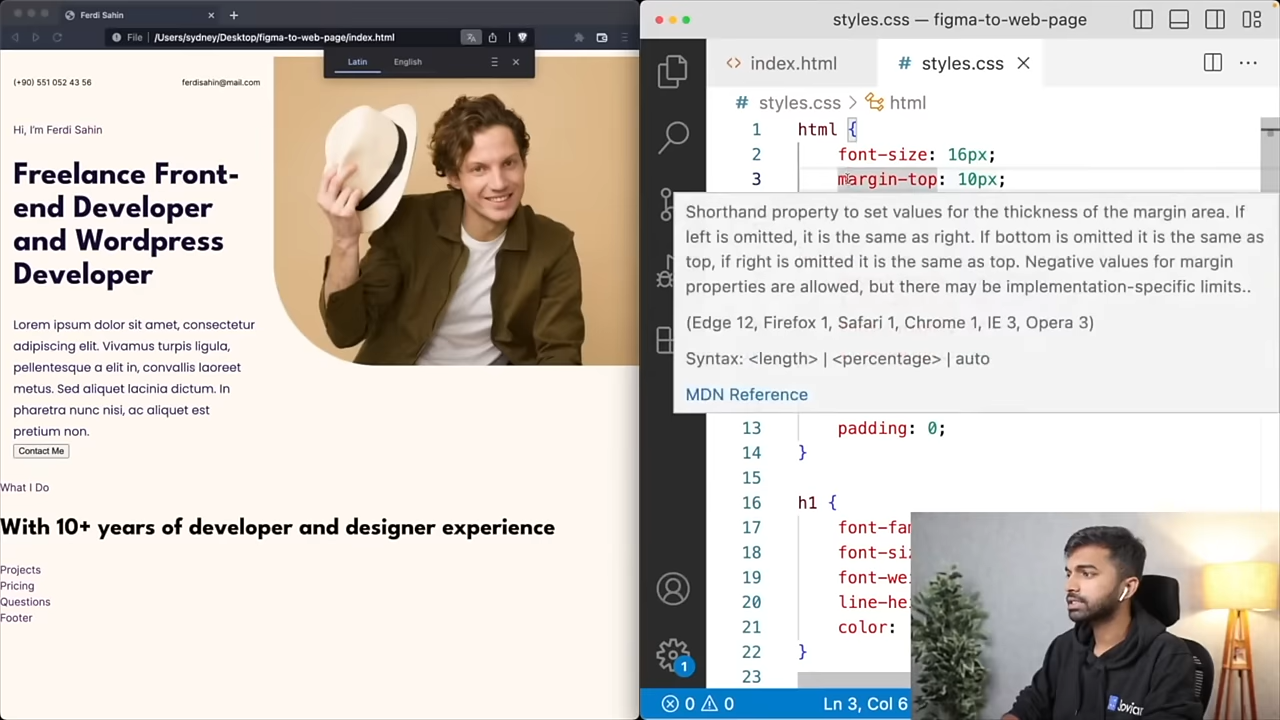 Ferdi Sahin
File
/Users/sydney/Desktop/figma-to-web-page/index.html
Latin
English
(+90) 551 052 43 56
ferdisahin@mail.com
Hi, I'm Ferdi Sahin
Freelance Front-
end Developer
and Wordpress
Developer
Lorem ipsum dolor sit amet, consectetur
adipiscing elit. Vivamus turpis ligula,
pellentesque a elit in, convallis laoreet
metus. Sed aliquet lacinia dictum. In
pharetra nunc nisi, ac aliquet est
pretium non.
Contact Me
What I Do
With 10+ years of developer and designer experience
Projects
Pricing
Questions
Footer
styles.css — figma-to-web-page
index.html
# styles.css
# styles.css > html
1 html {
2 font-size: 16px;
3 margin-top: 10px;
Shorthand property to set values for the thickness of the margin area. If
left is omitted, it is the same as right. If bottom is omitted it is the same as
top, if right is omitted it is the same as top. Negative values for margin
properties are allowed, but there may be implementation-specific limits..
(Edge 12, Firefox 1, Safari 1, Chrome 1, IE 3, Opera 3)
Syntax: <length> | <percentage> | auto
MDN Reference
13 padding: 0;
14 }
15
16 h1 {
17 font-fam
18 font-siz
19 font-wei
20 line-hei
21 color:
22 }
23
1
0 0
Ln 3, Col 6
Jovian